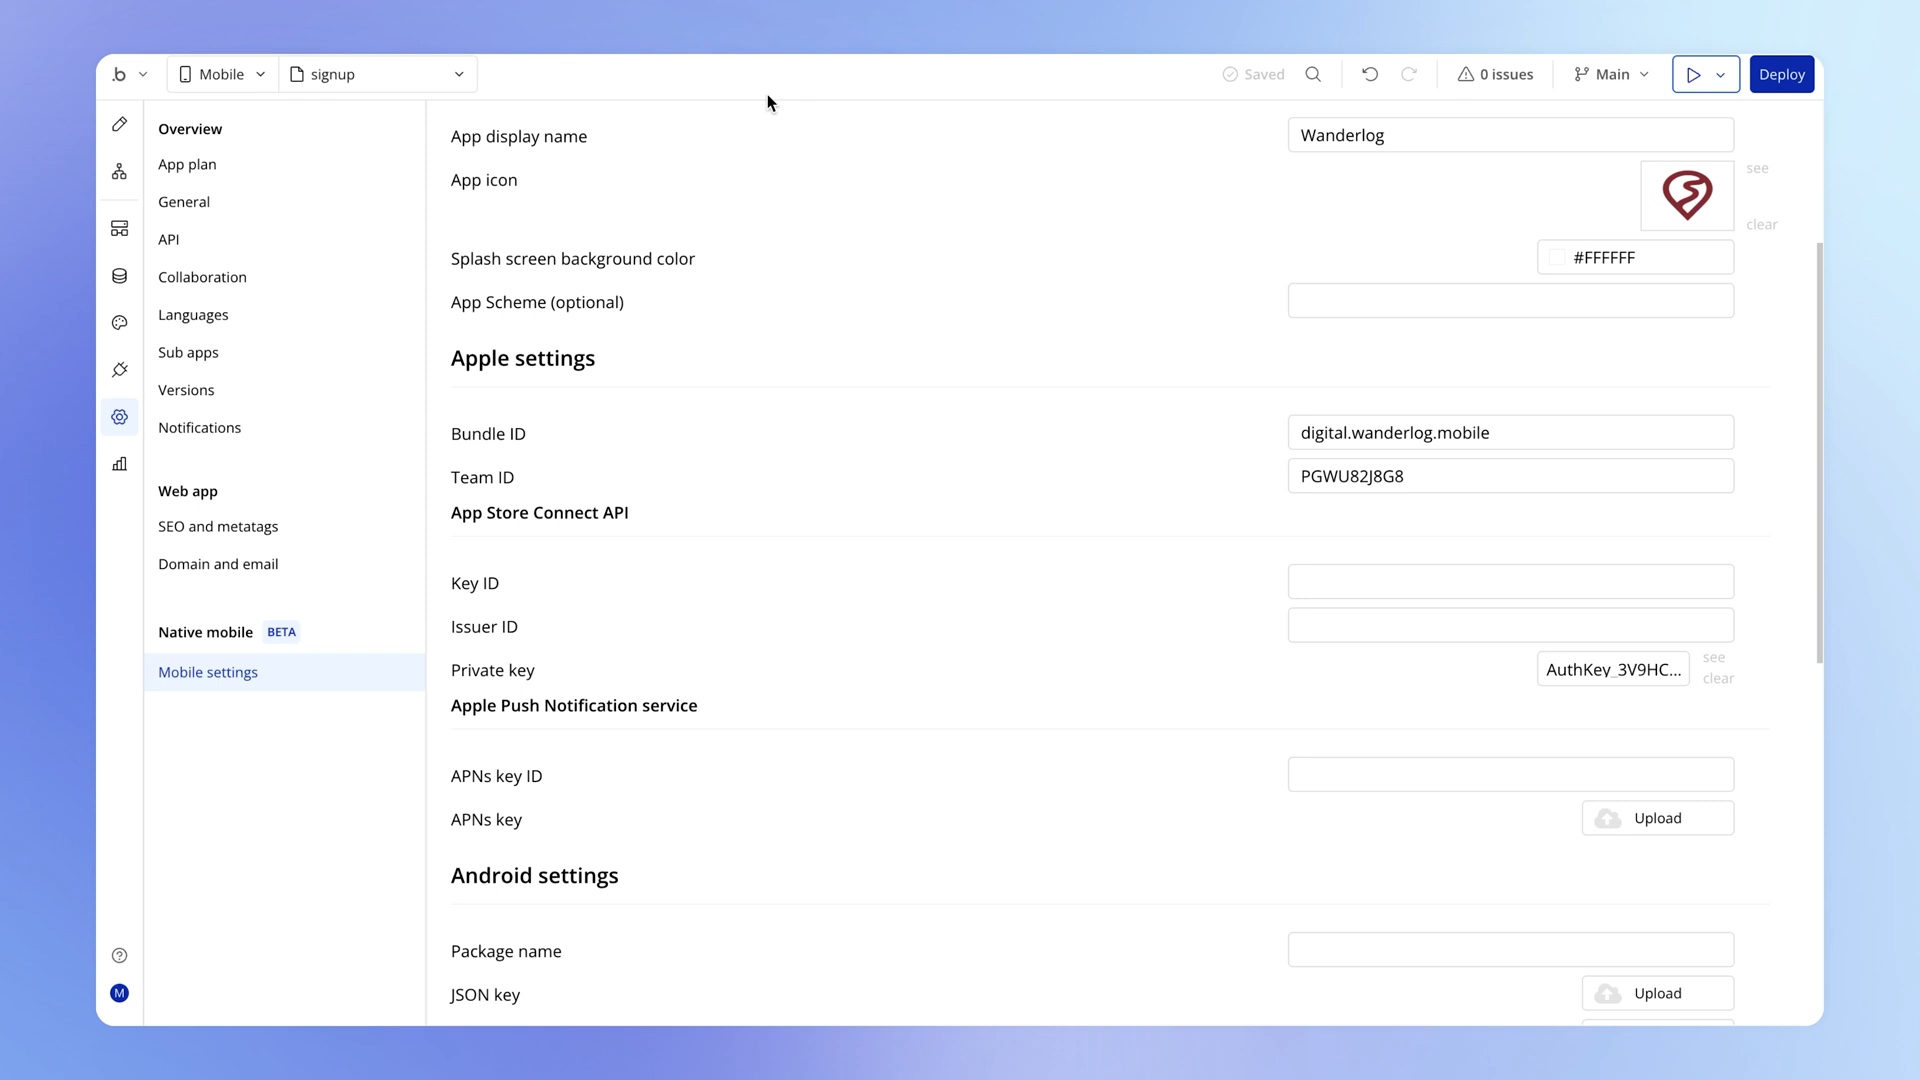 .b Mobile signup Saved 0 issues Main Deploy
Overview
App plan
General
API
Collaboration
Languages
Sub apps
Versions
Notifications
Web app
SEO and metatags
Domain and email
Native mobile BETA
Mobile settings
M
App display name Wanderlog
App icon see
clear
Splash screen background color #FFFFFF
App Scheme (optional)
Apple settings
Bundle ID digital.wanderlog.mobile
Team ID PGWU82J8G8
App Store Connect API
Key ID
Issuer ID
Private key AuthKey_3V9HC... see
clear
Apple Push Notification service
APNs key ID
APNs key Upload
Android settings
Package name
JSON key Upload